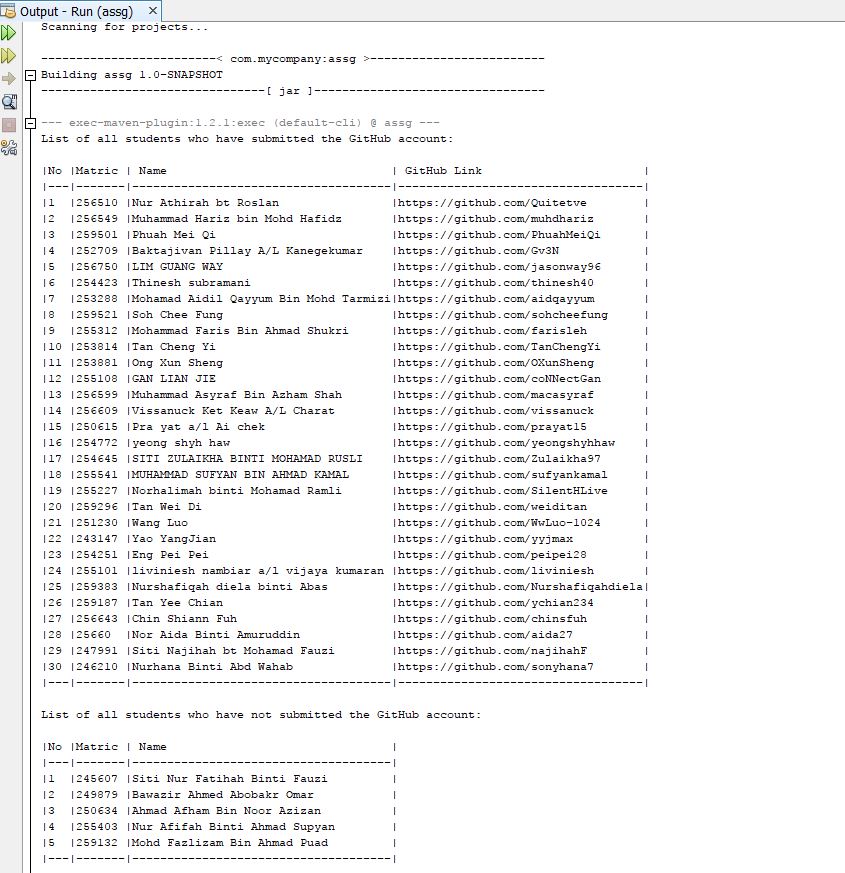 Output - Run (assg) ×
Scanning for projects...
-------------------------< com.mycompany:assg >-------------------------
Building assg 1.0-SNAPSHOT
--------------------------------[ jar ]---------------------------------
--- exec-maven-plugin:1.2.1:exec (default-cli) @ assg ---
List of all students who have submitted the GitHub account:
|No |Matric | Name                                | GitHub Link                       |
|---|-------|-------------------------------------|-----------------------------------|
|1  |256510 |Nur Athirah bt Roslan                |https://github.com/Quitetve        |
|2  |256549 |Muhammad Hariz bin Mohd Hafidz       |https://github.com/muhdhariz       |
|3  |259501 |Phuah Mei Qi                         |https://github.com/PhuahMeiQi      |
|4  |252709 |Baktajivan Pillay A/L Kanegekumar    |https://github.com/Gv3N            |
|5  |256750 |LIM GUANG WAY                        |https://github.com/jasonway96      |
|6  |254423 |Thinesh subramani                    |https://github.com/thinesh40       |
|7  |253288 |Mohamad Aidil Qayyum Bin Mohd Tarmizi|https://github.com/aidqayyum       |
|8  |259521 |Soh Chee Fung                        |https://github.com/sohcheefung     |
|9  |255312 |Mohammad Faris Bin Ahmad Shukri      |https://github.com/farisleh        |
|10 |253814 |Tan Cheng Yi                         |https://github.com/TanChengYi      |
|11 |253881 |Ong Xun Sheng                        |https://github.com/OXunSheng       |
|12 |255108 |GAN LIAN JIE                         |https://github.com/coNNectGan      |
|13 |256599 |Muhammad Asyraf Bin Azham Shah       |https://github.com/macasyraf       |
|14 |256609 |Vissanuck Ket Keaw A/L Charat        |https://github.com/vissanuck       |
|15 |250615 |Pra yat a/l Ai chek                  |https://github.com/prayat15        |
|16 |254772 |yeong shyh haw                       |https://github.com/yeongshyhhaw    |
|17 |254645 |SITI ZULAIKHA BINTI MOHAMAD RUSLI    |https://github.com/Zulaikha97      |
|18 |255541 |MUHAMMAD SUFYAN BIN AHMAD KAMAL      |https://github.com/sufyankamal     |
|19 |255227 |Norhalimah binti Mohamad Ramli       |https://github.com/SilentHLive     |
|20 |259296 |Tan Wei Di                           |https://github.com/weiditan        |
|21 |251230 |Wang Luo                             |https://github.com/WwLuo-1024      |
|22 |243147 |Yao YangJian                         |https://github.com/yyjmax          |
|23 |254251 |Eng Pei Pei                          |https://github.com/peipei28        |
|24 |255101 |liviniesh nambiar a/l vijaya kumaran |https://github.com/liviniesh       |
|25 |259383 |Nurshafiqah diela binti Abas         |https://github.com/Nurshafiqahdiela|
|26 |259187 |Tan Yee Chian                        |https://github.com/ychian234       |
|27 |256643 |Chin Shiann Fuh                      |https://github.com/chinsfuh        |
|28 |25660  |Nor Aida Binti Amuruddin             |https://github.com/aida27          |
|29 |247991 |Siti Najihah bt Mohamad Fauzi        |https://github.com/najihahF        |
|30 |246210 |Nurhana Binti Abd Wahab              |https://github.com/sonyhana7       |
|---|-------|-------------------------------------|-----------------------------------|
List of all students who have not submitted the GitHub account:
|No |Matric | Name                                |
|---|-------|-------------------------------------|
|1  |245607 |Siti Nur Fatihah Binti Fauzi         |
|2  |249879 |Bawazir Ahmed Abobakr Omar           |
|3  |250634 |Ahmad Afham Bin Noor Azizan          |
|4  |255403 |Nur Afifah Binti Ahmad Supyan        |
|5  |259132 |Mohd Fazlizam Bin Ahmad Puad         |
|---|-------|-------------------------------------|